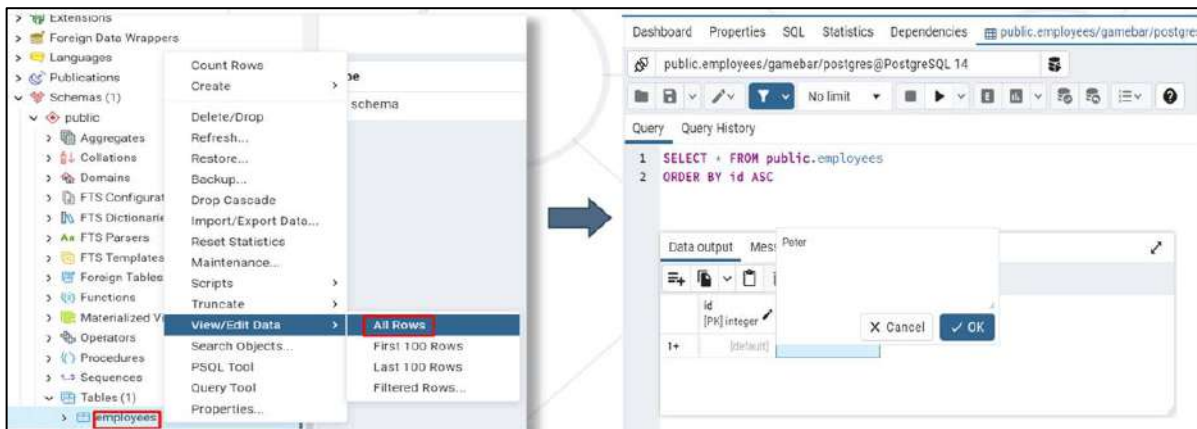 Extensions
Foreign Data Wrappers
Languages
Publications
Schemas (1)
public
Aggregates
Collations
Domains
FTS Configurat
FTS Dictionarie
FTS Parsers
FTS Templates
Foreign Tables
Functions
Materialized Vi
Operators
Procedures
Sequences
Tables (1)
employees
Count Rows
Create
Delete/Drop
Refresh...
Restore...
Backup...
Drop Cascade
Import/Export Data...
Reset Statistics
Maintenance...
Scripts
Truncate
View/Edit Data
Search Objects...
PSQL Tool
Query Tool
Properties...
pe
schema
All Rows
First 100 Rows
Last 100 Rows
Filtered Rows...
Dashboard Properties SQL Statistics Dependencies public.employees/gamebar/postgre
public.employees/gamebar/postgres@PostgreSQL 14
No limit
Query Query History
1 SELECT * FROM public.employees
2 ORDER BY id ASC
Data output Mes
Peter
id
[PK] integer
X Cancel ✓ OK
1+ [default]